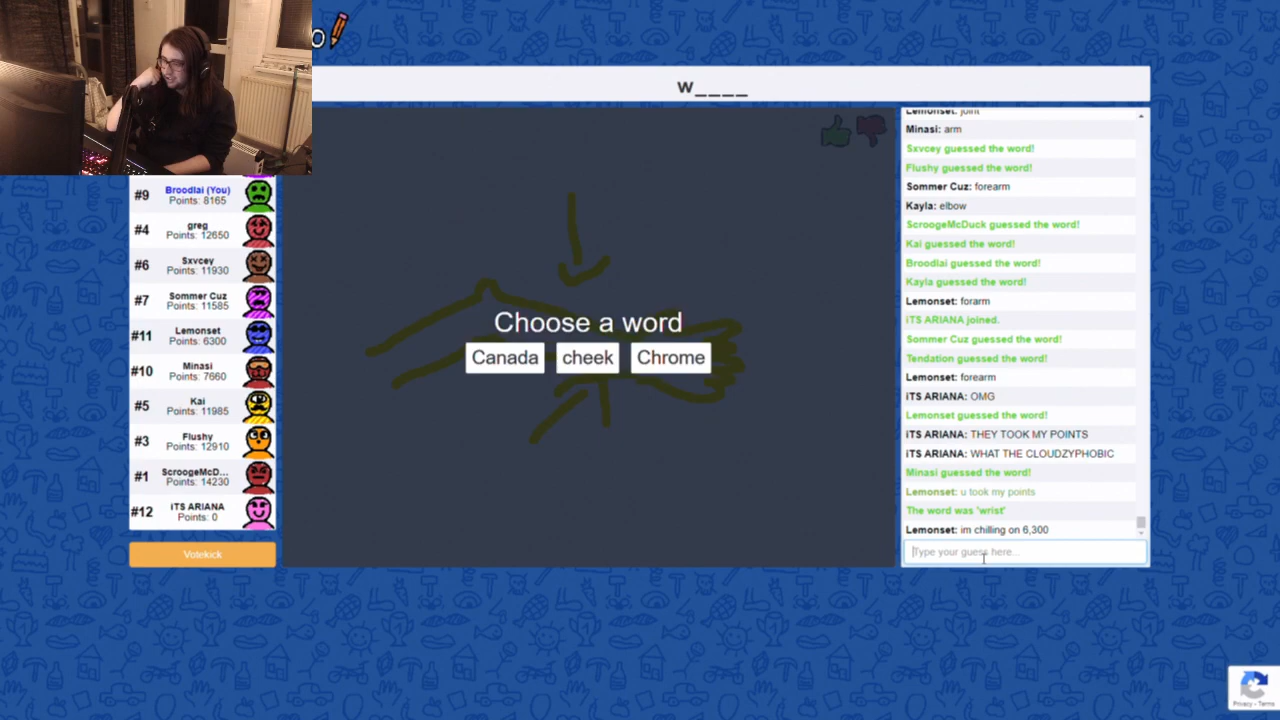 o
w____
#9
Broodlai (You)
Points: 8165
#4
greg
Points: 12650
#6
Sxvcey
Points: 11930
#7
Sommer Cuz
Points: 11585
#11
Lemonset
Points: 6300
#10
Minasi
Points: 7660
#5
Kai
Points: 11985
#3
Flushy
Points: 12910
#1
ScroogeMcD...
Points: 14230
#12
iTS ARIANA
Points: 0
Votekick
Choose a word
Canada cheek Chrome
Lemonset: joint
Minasi: arm
Sxvcey guessed the word!
Flushy guessed the word!
Sommer Cuz: forearm
Kayla: elbow
ScroogeMcDuck guessed the word!
Kai guessed the word!
Broodlai guessed the word!
Kayla guessed the word!
Lemonset: forarm
iTS ARIANA joined.
Sommer Cuz guessed the word!
Tendation guessed the word!
Lemonset: forearm
iTS ARIANA: OMG
Lemonset guessed the word!
iTS ARIANA: THEY TOOK MY POINTS
iTS ARIANA: WHAT THE CLOUDZYPHOBIC
Minasi guessed the word!
Lemonset: u took my points
The word was 'wrist'
Lemonset: im chilling on 6,300
Type your guess here...
Privacy - Terms